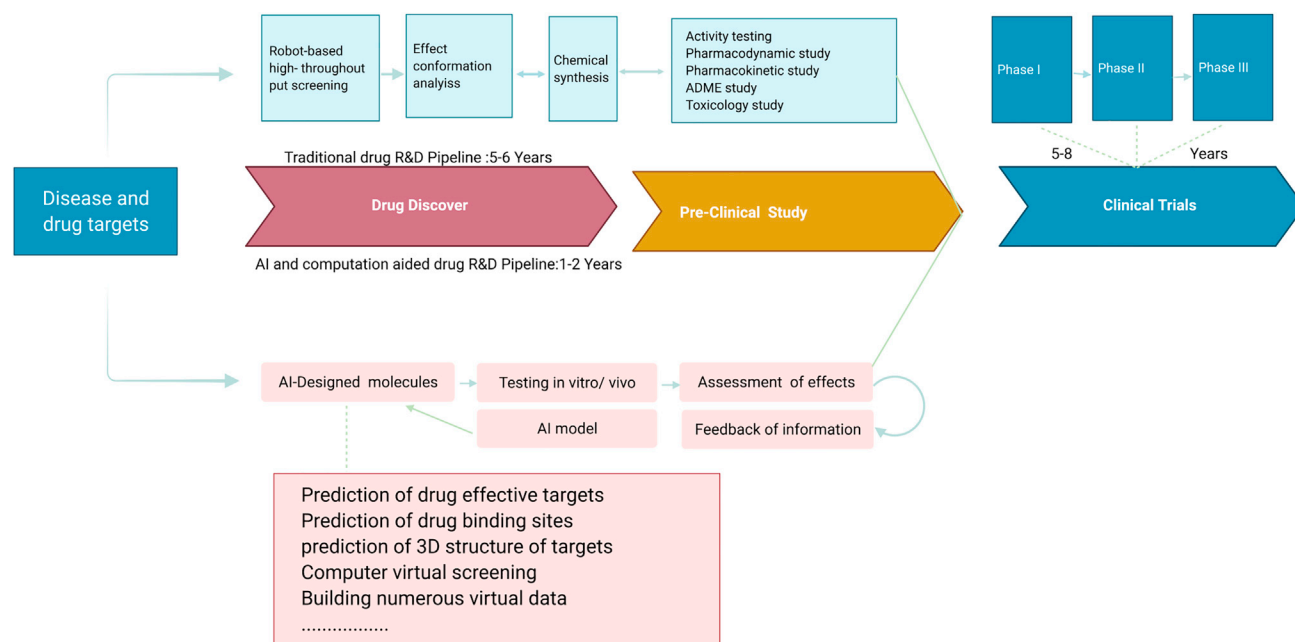 Robot-based
high- throughout
put screening
Effect
conformation
analyiss
Chemical
synthesis
Activity testing
Pharmacodynamic study
Pharmacokinetic study
ADME study
Toxicology study
Phase I
Phase II
Phase III
Traditional drug R&D Pipeline :5-6 Years
5-8
Years
Disease and
drug targets
Drug Discover
Pre-Clinical Study
Clinical Trials
AI and computation aided drug R&D Pipeline:1-2 Years
AI-Designed molecules
Testing in vitro/ vivo
Assessment of effects
AI model
Feedback of information
Prediction of drug effective targets
Prediction of drug binding sites
prediction of 3D structure of targets
Computer virtual screening
Building numerous virtual data
.................